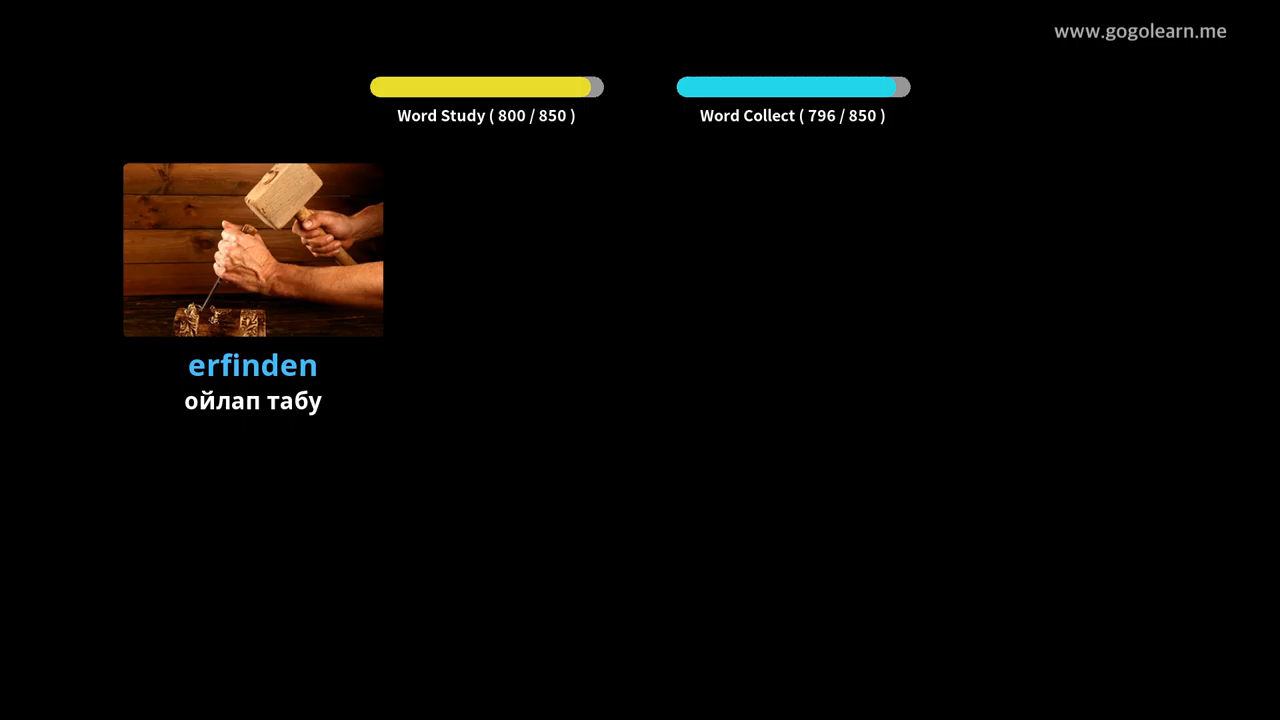 www.gogolearn.me
Word Study ( 800 / 850 )
Word Collect ( 796 / 850 )
erfinden
ойлап табу